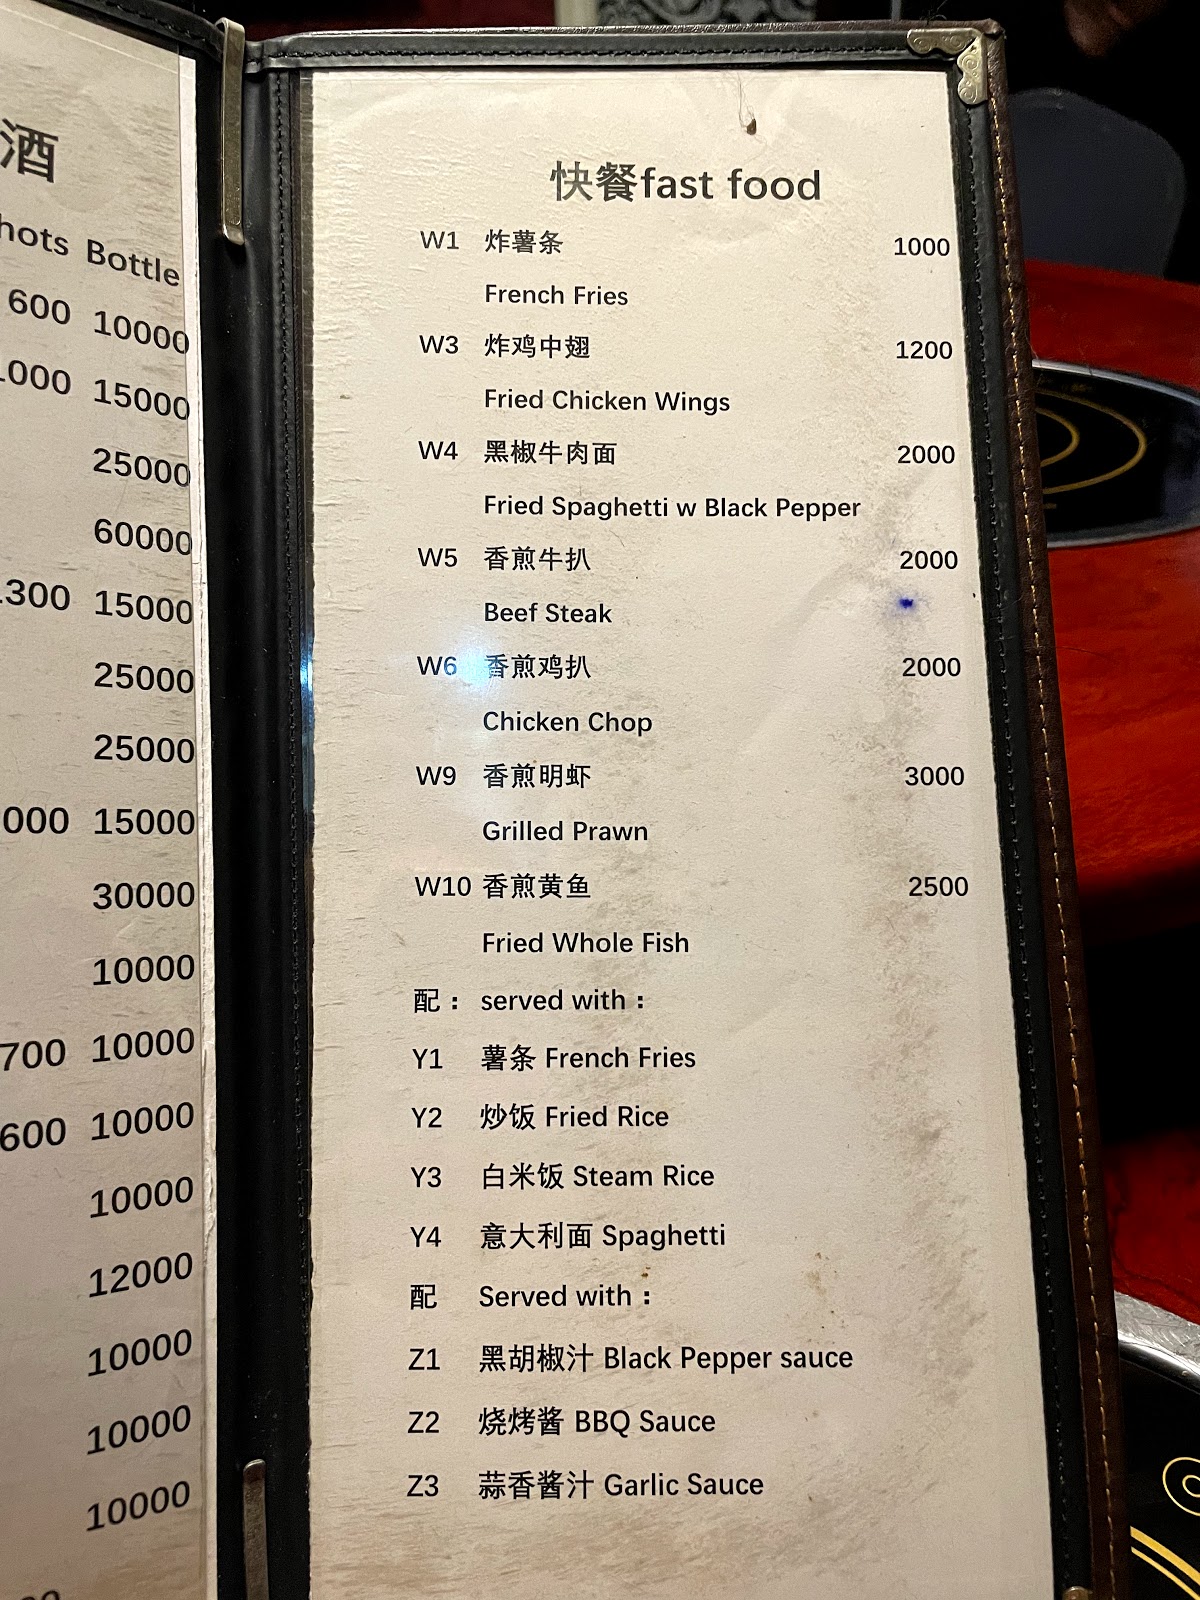 酒
hots Bottle
600 10000
1000 15000
25000
60000
1300 15000
25000
25000
000 15000
30000
10000
700 10000
600 10000
10000
12000
10000
10000
10000
快餐fast food
W1 炸薯条 1000
French Fries
W3 炸鸡中翅 1200
Fried Chicken Wings
W4 黑椒牛肉面 2000
Fried Spaghetti w Black Pepper
W5 香煎牛扒 2000
Beef Steak
W6 香煎鸡扒 2000
Chicken Chop
W9 香煎明虾 3000
Grilled Prawn
W10 香煎黄鱼 2500
Fried Whole Fish
配： served with：
Y1 薯条 French Fries
Y2 炒饭 Fried Rice
Y3 白米饭 Steam Rice
Y4 意大利面 Spaghetti
配 Served with：
Z1 黑胡椒汁 Black Pepper sauce
Z2 烧烤酱 BBQ Sauce
Z3 蒜香酱汁 Garlic Sauce